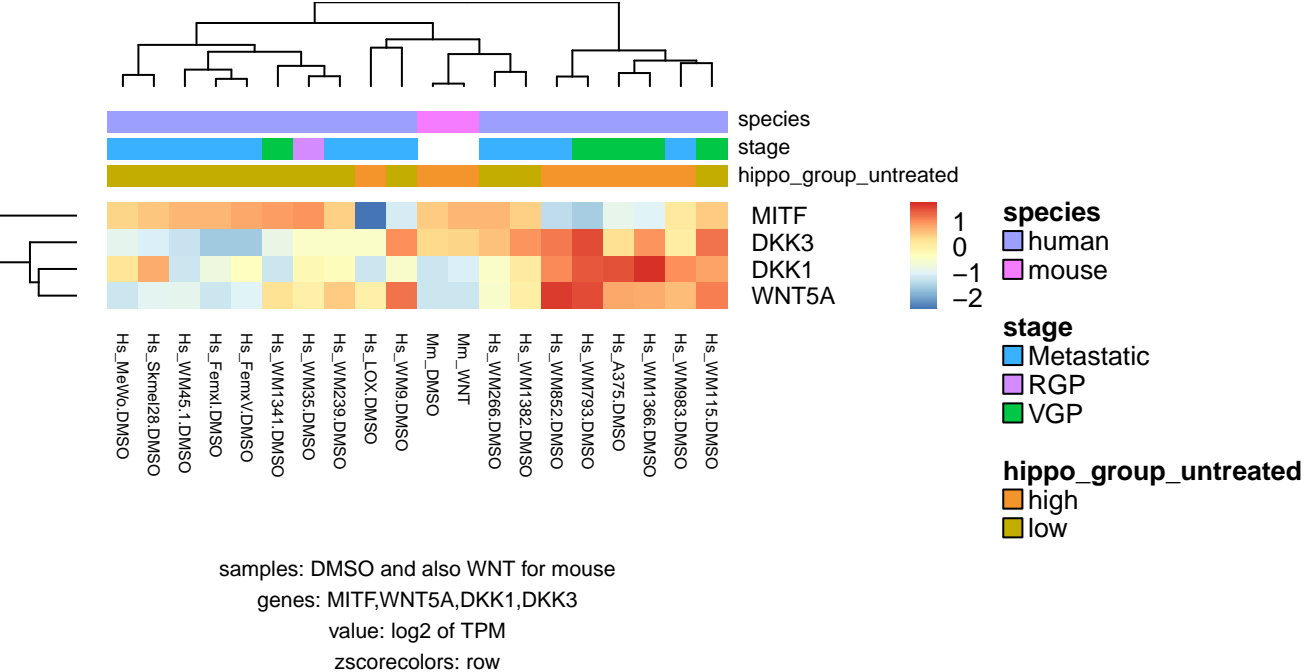 species
stage
hippo_group_untreated
MITF
DKK3
DKK1
WNT5A
1
0
−1
−2
species
human
mouse
stage
Metastatic
RGP
VGP
hippo_group_untreated
high
low
Hs_MeWo.DMSO
Hs_Skmel28.DMSO
Hs_WM45.1.DMSO
Hs_FemxI.DMSO
Hs_FemxV.DMSO
Hs_WM1341.DMSO
Hs_WM35.DMSO
Hs_WM239.DMSO
Hs_LOX.DMSO
Hs_WM9.DMSO
Mm_DMSO
Mm_WNT
Hs_WM266.DMSO
Hs_WM1382.DMSO
Hs_WM852.DMSO
Hs_WM793.DMSO
Hs_A375.DMSO
Hs_WM1366.DMSO
Hs_WM983.DMSO
Hs_WM115.DMSO
samples: DMSO and also WNT for mouse
genes: MITF,WNT5A,DKK1,DKK3
value: log2 of TPM
zscorecolors: row